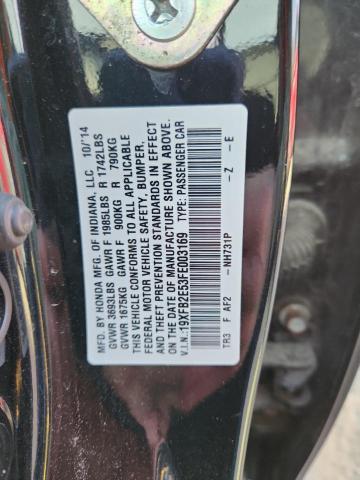 MFD. BY HONDA MFG. OF INDIANA, LLC 10/'14
GVWR 3693LBS GAWR F 1985LBS R 1742LBS
GVWR 1675KG GAWR F 900KG R 790KG
THIS VEHICLE CONFORMS TO ALL APPLICABLE
FEDERAL MOTOR VEHICLE SAFETY, BUMPER,
AND THEFT PREVENTION STANDARDS IN EFFECT
ON THE DATE OF MANUFACTURE SHOWN ABOVE.
V.I.N.:19XFB2E53FE003169 TYPE: PASSENGER CAR
TR3 F AF2 -NH731P -Z -E